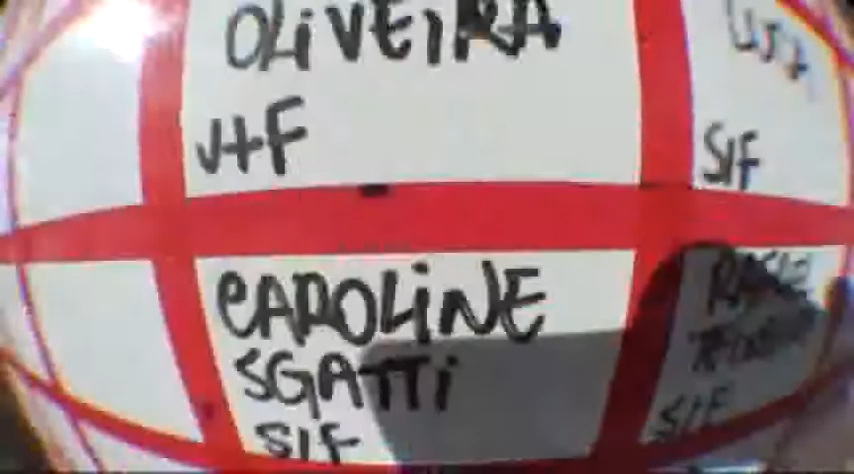 OLiVEiRA
V+F
S/F
CAROLiNE
SGATTi
S/F
S/F